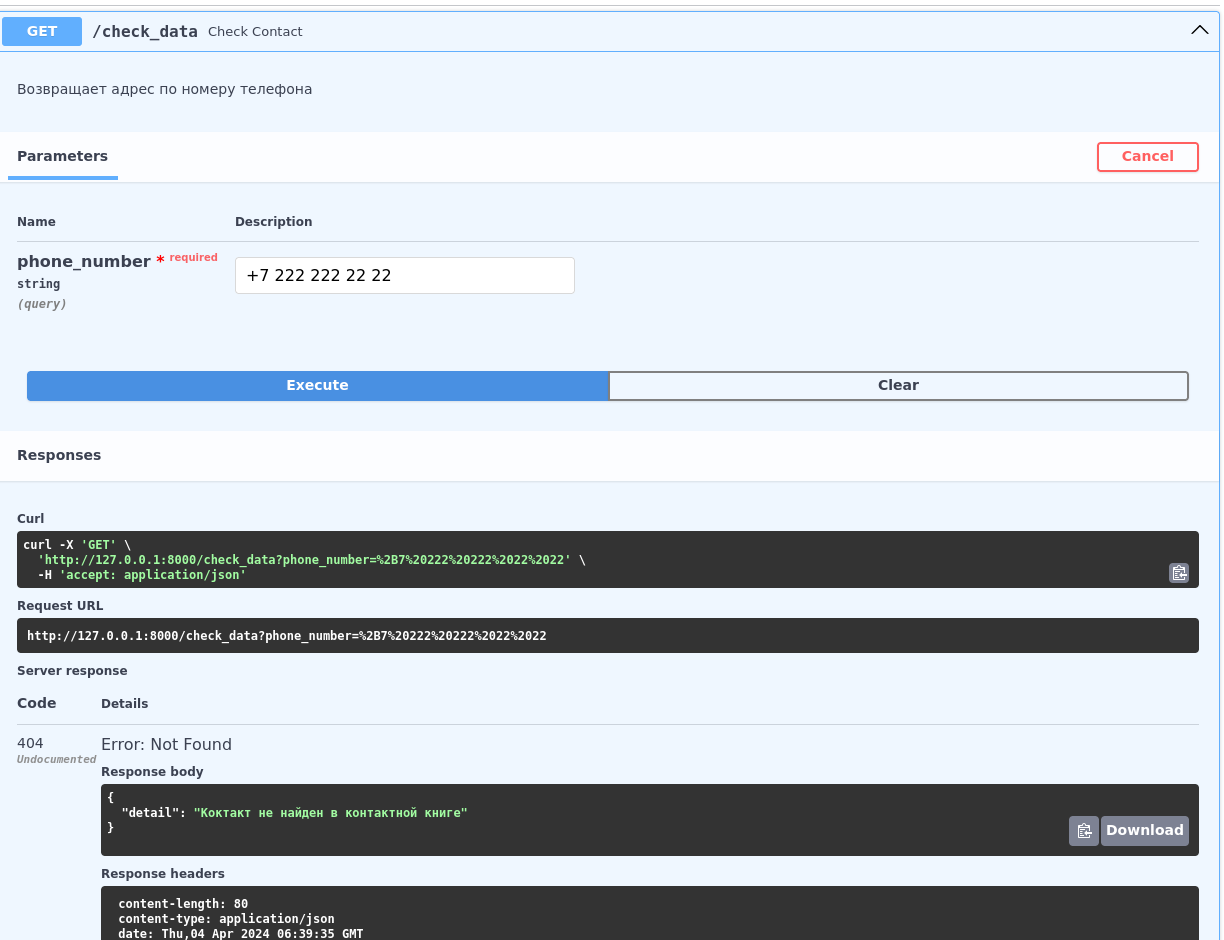 GET /check_data Check Contact
Возвращает адрес по номеру телефона
Parameters
Cancel
Name Description
phone_number * required
string
(query)
+7 222 222 22 22
Execute
Clear
Responses
Curl
curl -X 'GET' \
'http://127.0.0.1:8000/check_data?phone_number=%2B7%20222%20222%2022%2022' \
-H 'accept: application/json'
Request URL
http://127.0.0.1:8000/check_data?phone_number=%2B7%20222%20222%2022%2022
Server response
Code Details
404
Undocumented
Error: Not Found
Response body
{
"detail": "Коктакт не найден в контактной книге"
}
Download
Response headers
content-length: 80
content-type: application/json
date: Thu,04 Apr 2024 06:39:35 GMT